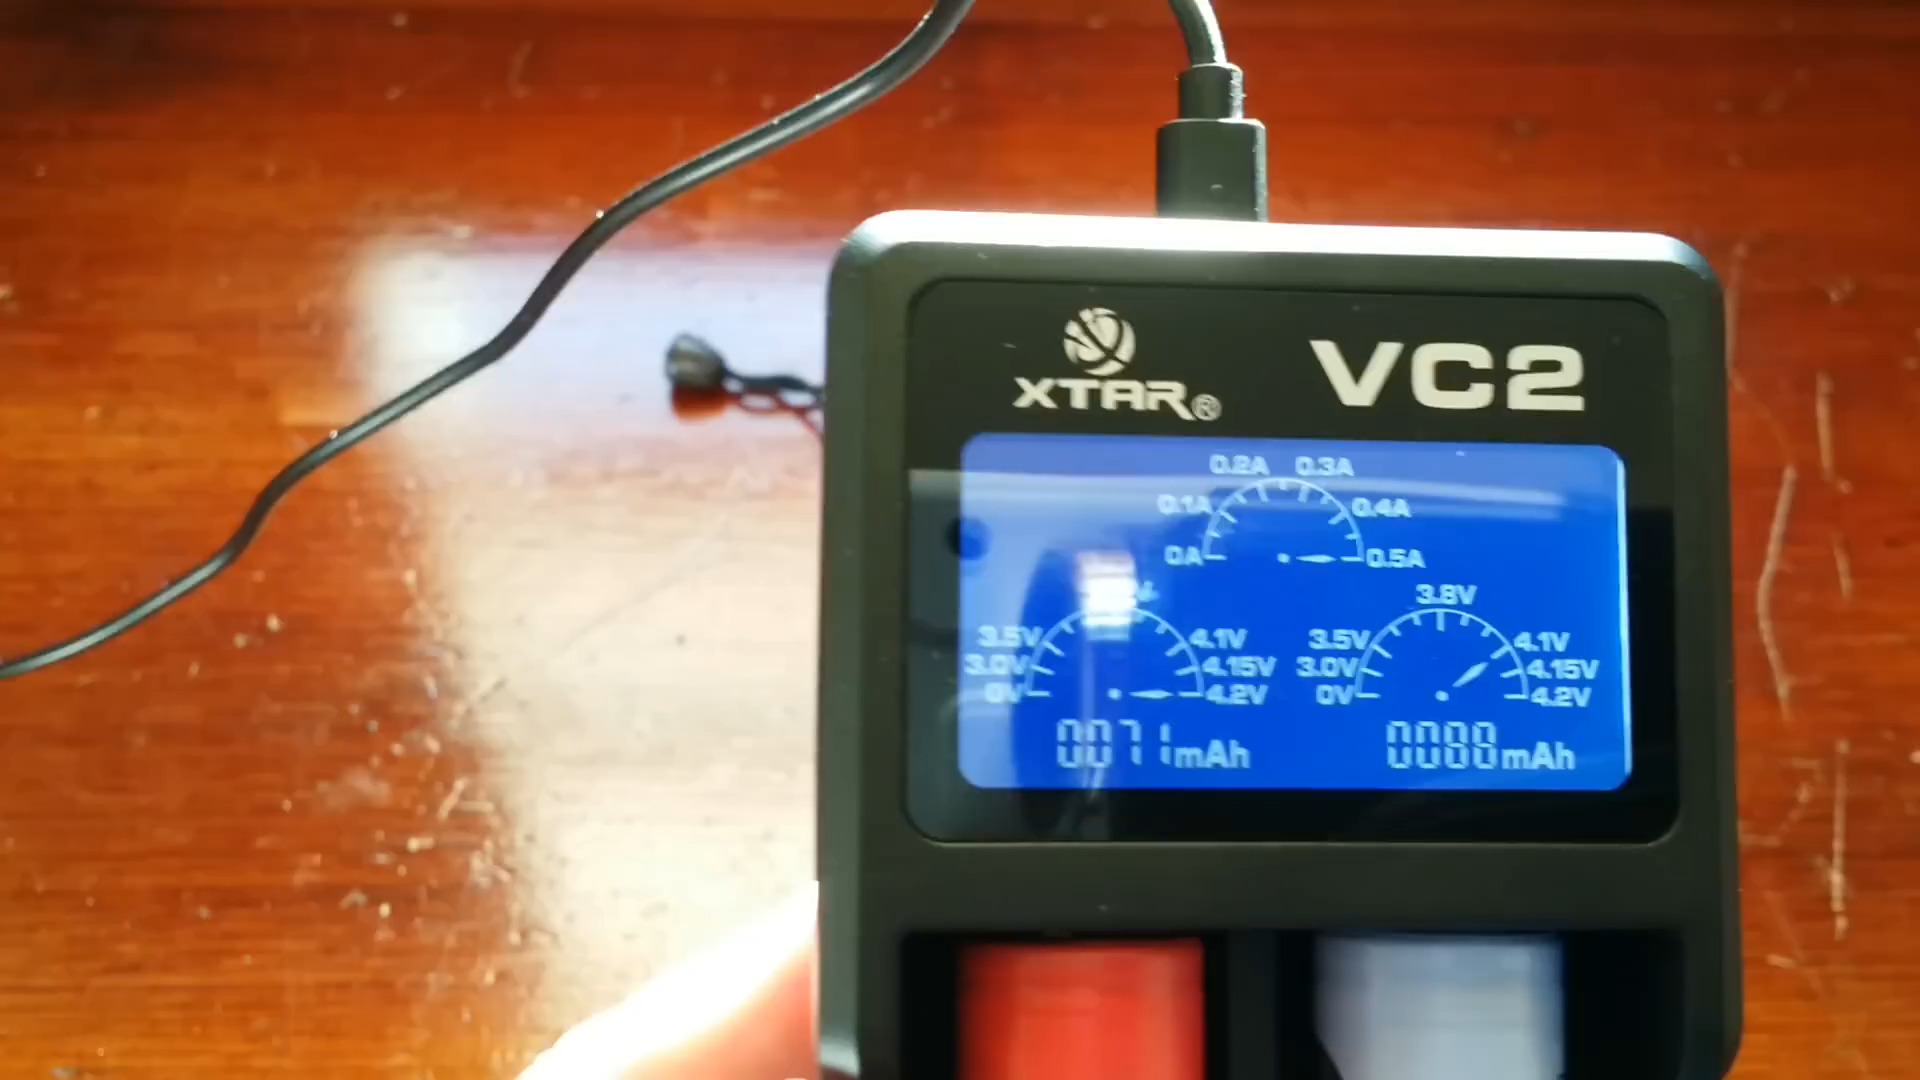 XTAR®
VC2
0.2A 0.3A
0.1A 0.4A
0A 0.5A
3.8V
3.5V 4.1V 3.5V 4.1V
3.0V 4.15V 3.0V 4.15V
0V 4.2V 0V 4.2V
0071mAh 0088mAh